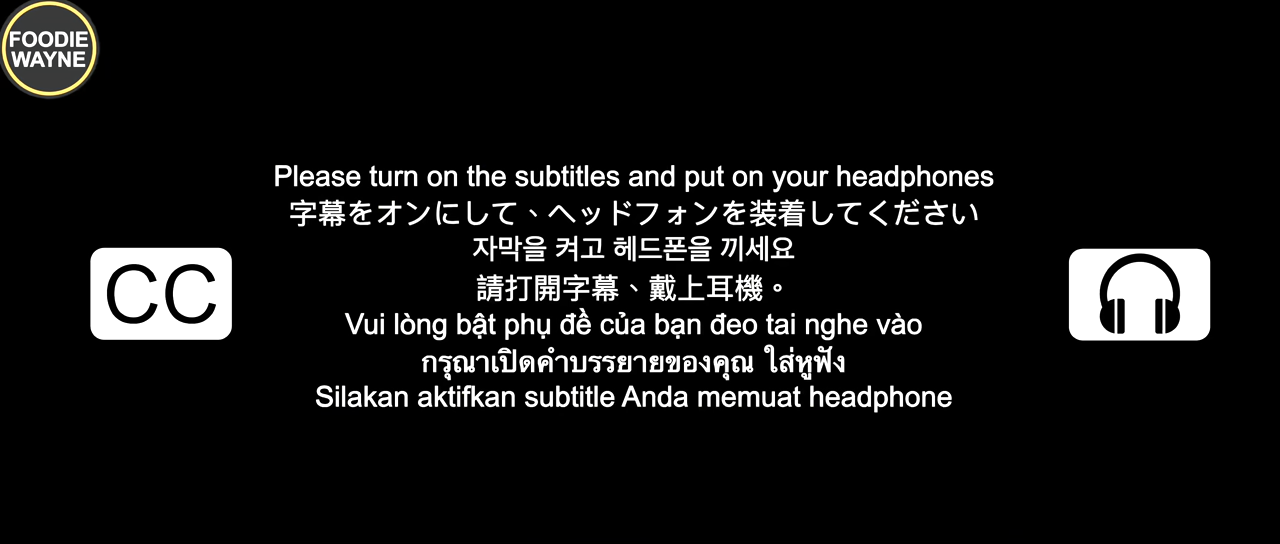 FOODIE
WAYNE
Please turn on the subtitles and put on your headphones
字幕をオンにして、ヘッドフォンを装着してください
자막을 켜고 헤드폰을 끼세요
請打開字幕、戴上耳機。
CC
Vui lòng bật phụ đề của bạn đeo tai nghe vào
กรุณาเปิดคำบรรยายของคุณ ใส่หูฟัง
Silakan aktifkan subtitle Anda memuat headphone